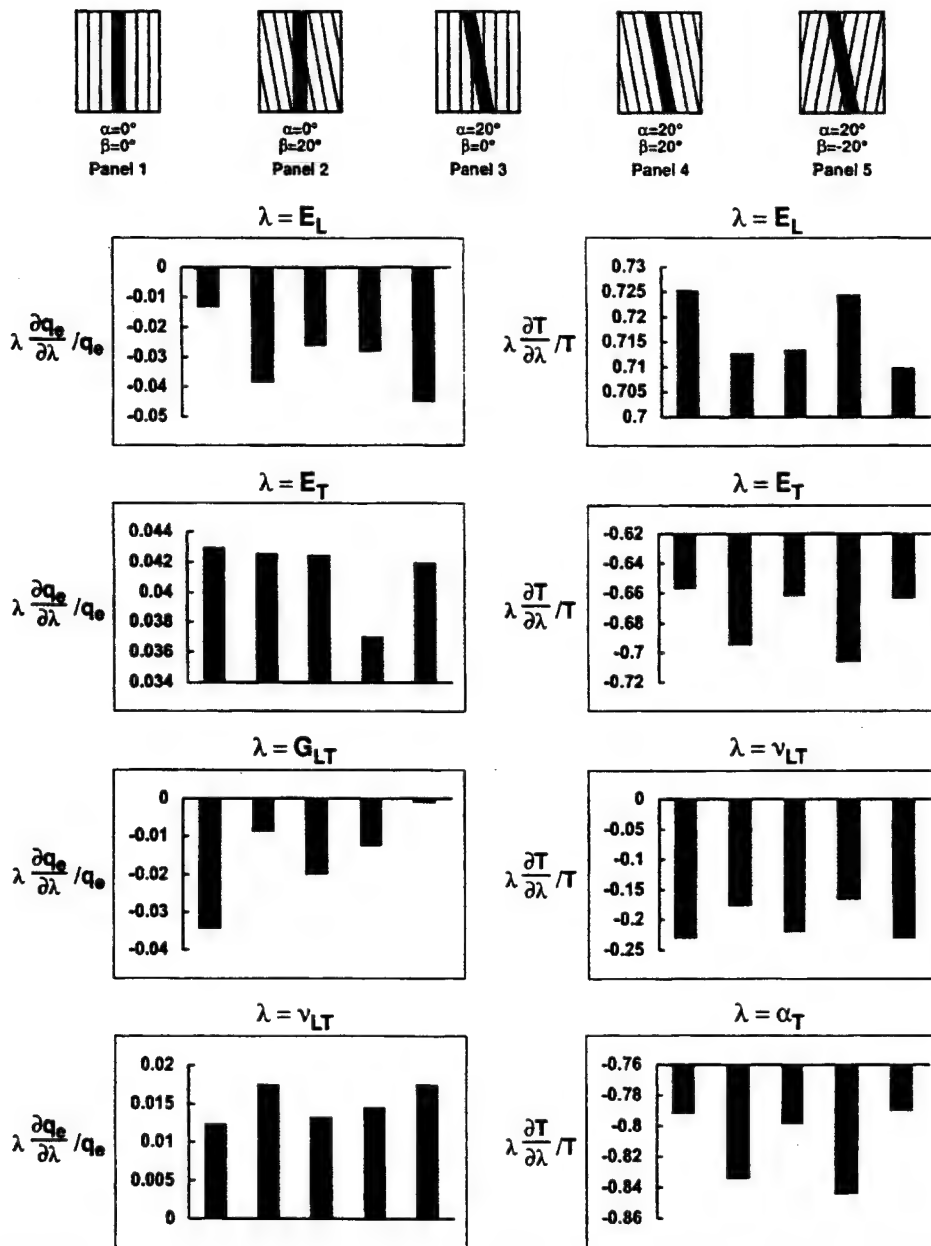 α=0°
β=0°
Panel 1
α=0°
β=20°
Panel 2
α=20°
β=0°
Panel 3
α=20°
β=20°
Panel 4
α=20°
β=-20°
Panel 5
λ = E_L
0
-0.01
-0.02
-0.03
-0.04
-0.05
λ ∂q_e/∂λ /q_e
λ = E_L
0.73
0.725
0.72
0.715
0.71
0.705
0.7
λ ∂T/∂λ /T
λ = E_T
0.044
0.042
0.04
0.038
0.036
0.034
λ ∂q_e/∂λ /q_e
λ = E_T
-0.62
-0.64
-0.66
-0.68
-0.7
-0.72
λ ∂T/∂λ /T
λ = G_LT
0
-0.01
-0.02
-0.03
-0.04
λ ∂q_e/∂λ /q_e
λ = ν_LT
0
-0.05
-0.1
-0.15
-0.2
-0.25
λ ∂T/∂λ /T
λ = ν_LT
0.02
0.015
0.01
0.005
0
λ ∂q_e/∂λ /q_e
λ = α_T
-0.76
-0.78
-0.8
-0.82
-0.84
-0.86
λ ∂T/∂λ /T